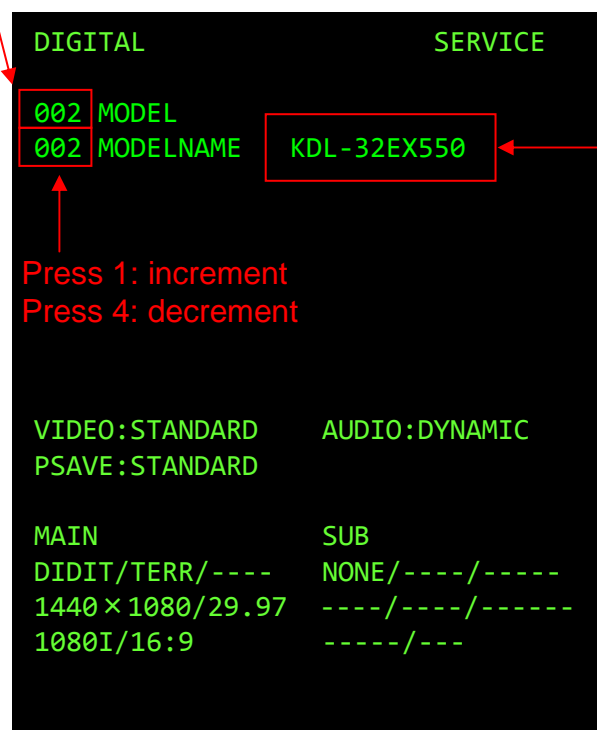 DIGITAL SERVICE
002 MODEL
002 MODELNAME KDL-32EX550
Press 1: increment
Press 4: decrement
VIDEO:STANDARD AUDIO:DYNAMIC
PSAVE:STANDARD
MAIN SUB
DIDIT/TERR/---- NONE/----/-----
1440×1080/29.97 ----/----/------
1080I/16:9 -----/---